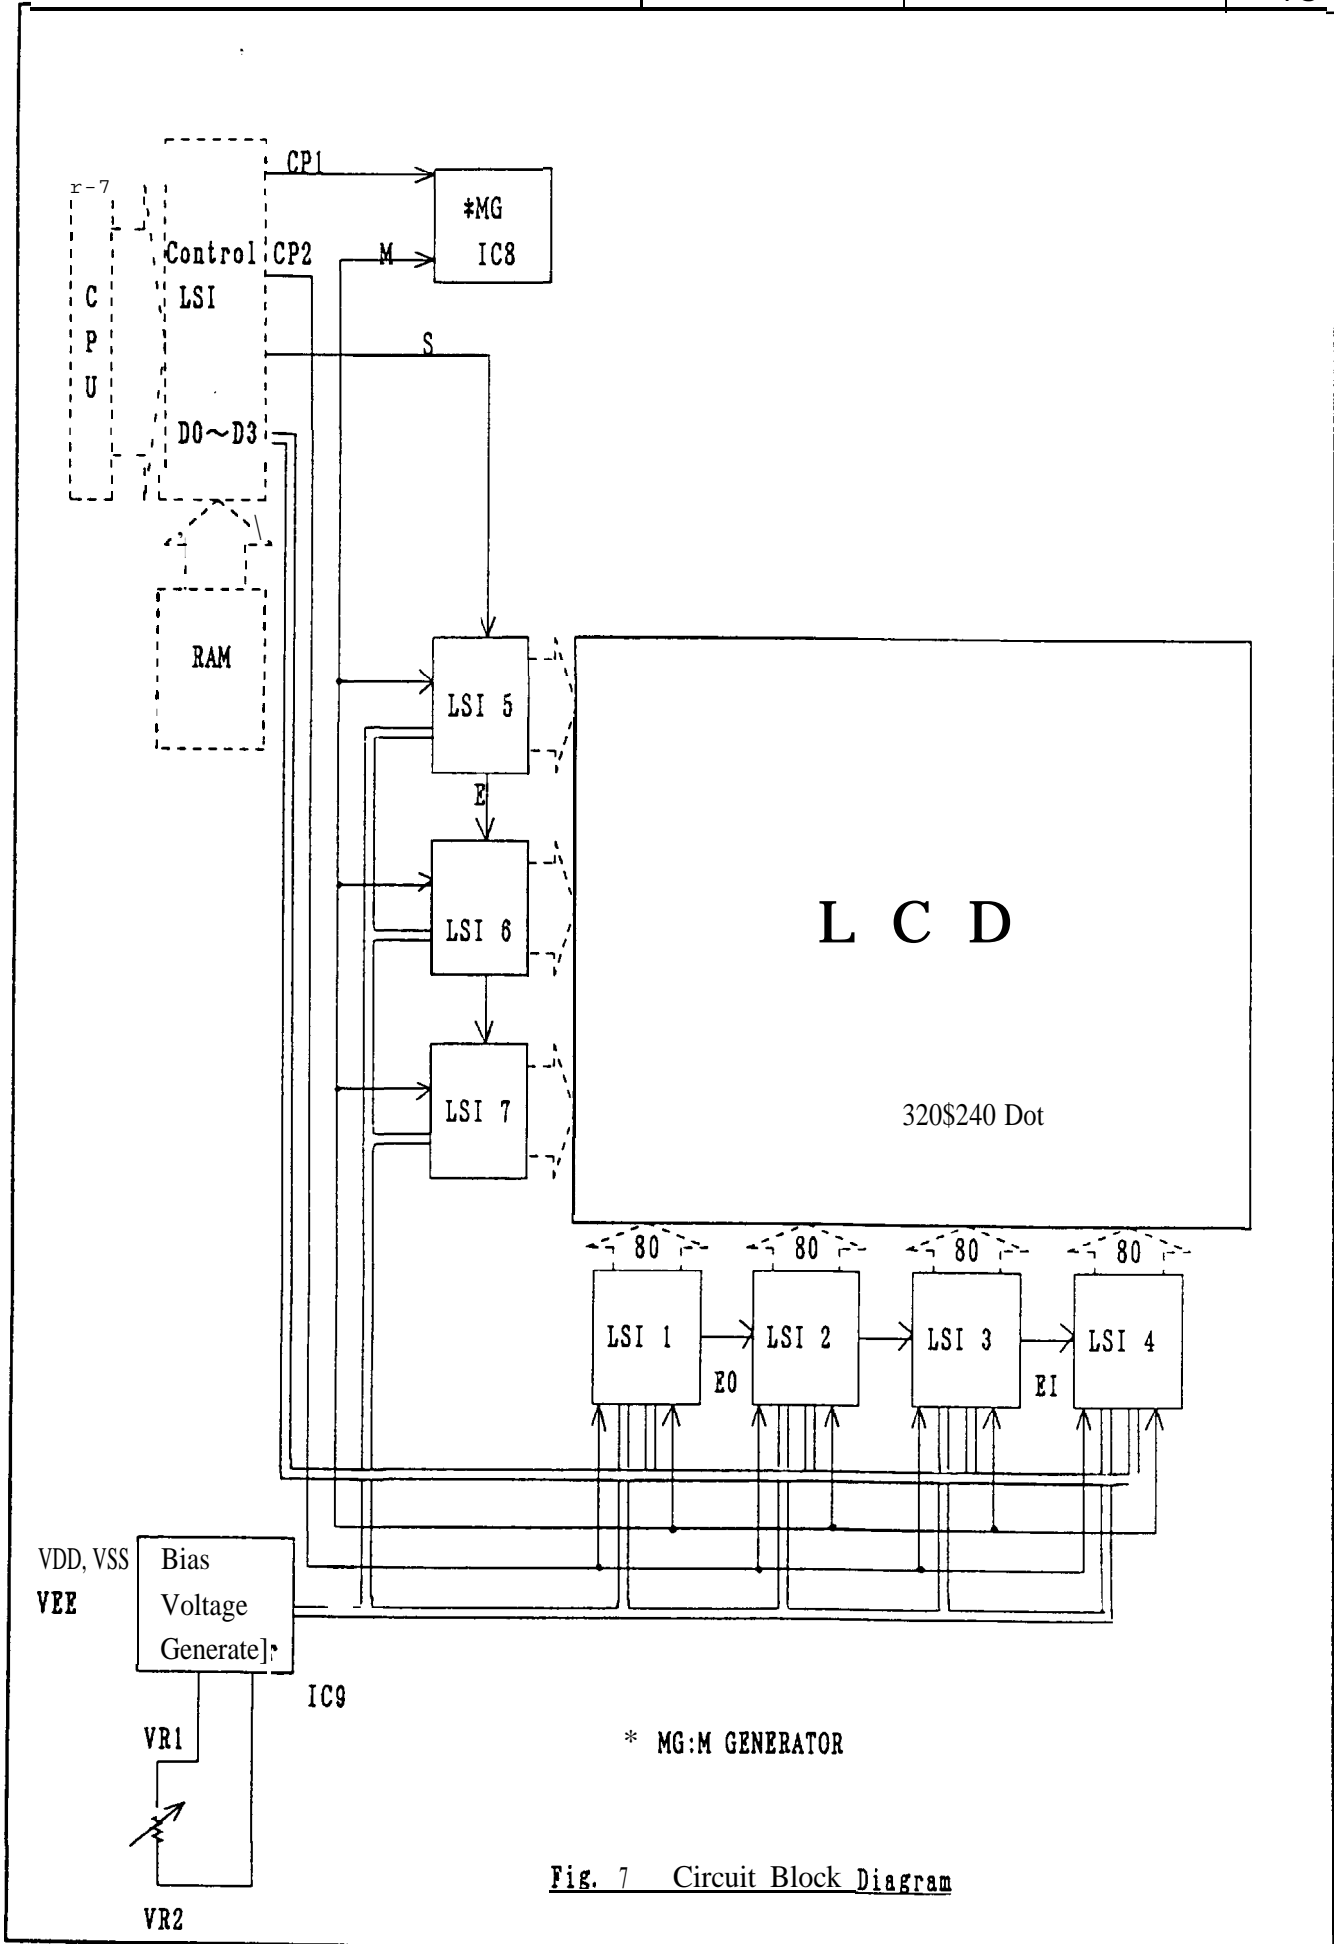 CP1
r-7
*MG
IC8
Control
CP2
M
LSI
C
P
U
S
D0～D3
RAM
LSI 5
E
LSI 6
L C D
LSI 7
320$240 Dot
80
80
80
80
LSI 1
LSI 2
LSI 3
LSI 4
E0
EI
VDD, VSS
VEE
Bias
Voltage
Generate]r
IC9
VR1
* MG:M GENERATOR
VR2
Fig. 7 Circuit Block Diagram